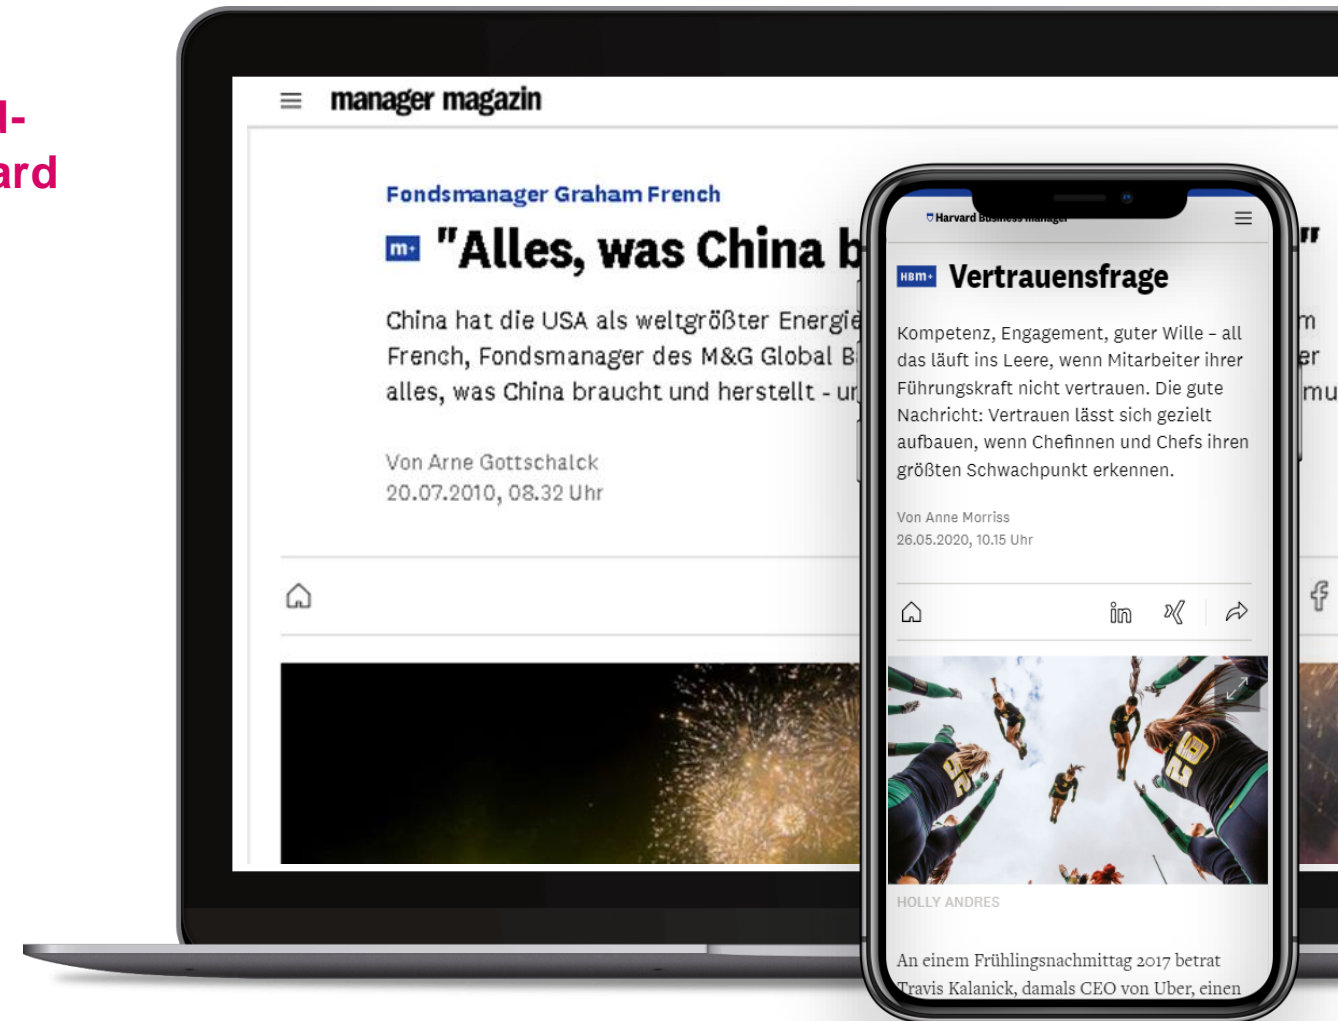 manager magazin
Fondsmanager Graham French
m+ "Alles, was China b
"
China hat die USA als weltgrößter Energie
French, Fondsmanager des M&G Global B
alles, was China braucht und herstellt - un
Von Arne Gottschalck
20.07.2010, 08.32 Uhr
Harvard Business manager
HBm+ Vertrauensfrage
Kompetenz, Engagement, guter Wille – all
das läuft ins Leere, wenn Mitarbeiter ihrer
Führungskraft nicht vertrauen. Die gute
Nachricht: Vertrauen lässt sich gezielt
aufbauen, wenn Chefinnen und Chefs ihren
größten Schwachpunkt erkennen.
Von Anne Morriss
26.05.2020, 10.15 Uhr
in
HOLLY ANDRES
An einem Frühlingsnachmittag 2017 betrat
Travis Kalanick, damals CEO von Uber, einen